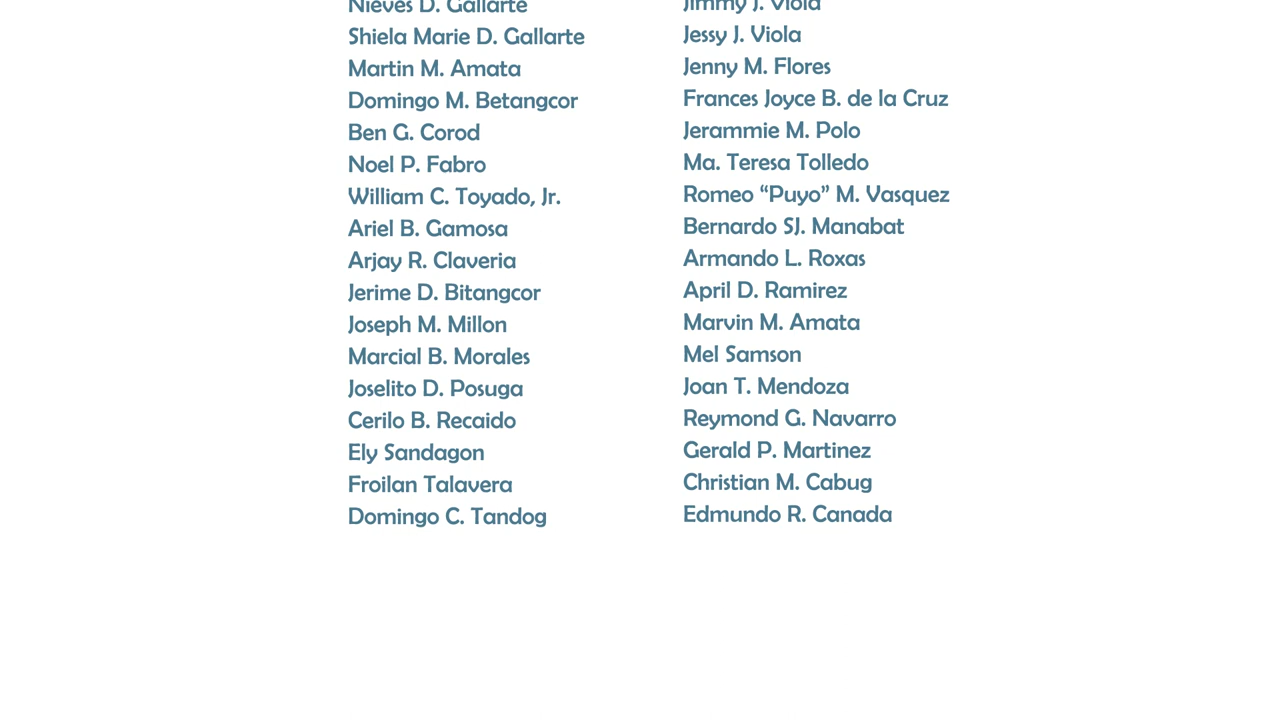 Nieves D. Gallarte
Shiela Marie D. Gallarte
Martin M. Amata
Domingo M. Betangcor
Ben G. Corod
Noel P. Fabro
William C. Toyado, Jr.
Ariel B. Gamosa
Arjay R. Claveria
Jerime D. Bitangcor
Joseph M. Millon
Marcial B. Morales
Joselito D. Posuga
Cerilo B. Recaido
Ely Sandagon
Froilan Talavera
Domingo C. Tandog
Jimmy J. Viola
Jessy J. Viola
Jenny M. Flores
Frances Joyce B. de la Cruz
Jerammie M. Polo
Ma. Teresa Tolledo
Romeo “Puyo” M. Vasquez
Bernardo SJ. Manabat
Armando L. Roxas
April D. Ramirez
Marvin M. Amata
Mel Samson
Joan T. Mendoza
Reymond G. Navarro
Gerald P. Martinez
Christian M. Cabug
Edmundo R. Canada